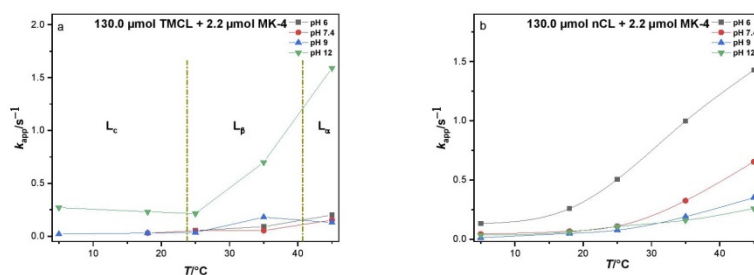 a
130.0 μmol TMCL + 2.2 μmol MK-4
pH 6
pH 7.4
pH 9
pH 12
2.0
1.5
1.0
0.5
0.0
kapp/s⁻¹
Lc
Lβ
Lα
10
20
30
40
T/°C
b
130.0 μmol nCL + 2.2 μmol MK-4
pH 6
pH 7.4
pH 9
pH 12
2.0
1.5
1.0
0.5
0.0
kapp/s⁻¹
10
20
30
40
T/°C